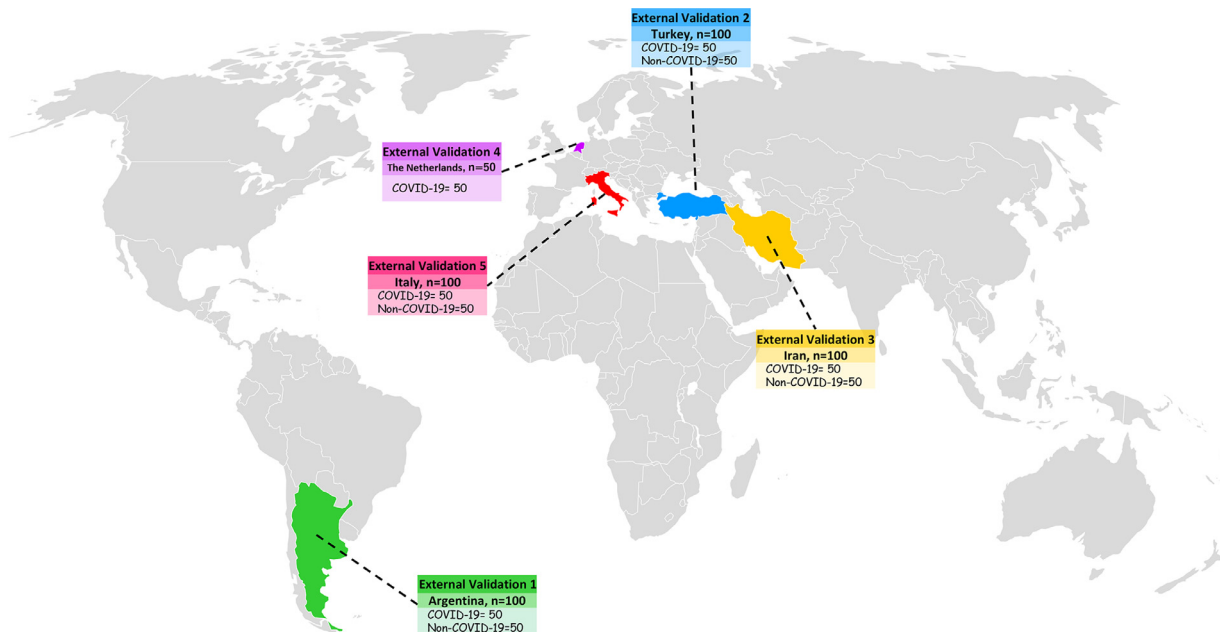 External Validation 2
Turkey, n=100
COVID-19= 50
Non-COVID-19=50
External Validation 4
The Netherlands, n=50
COVID-19= 50
External Validation 5
Italy, n=100
COVID-19= 50
Non-COVID-19=50
External Validation 3
Iran, n=100
COVID-19= 50
Non-COVID-19=50
External Validation 1
Argentina, n=100
COVID-19= 50
Non-COVID-19=50